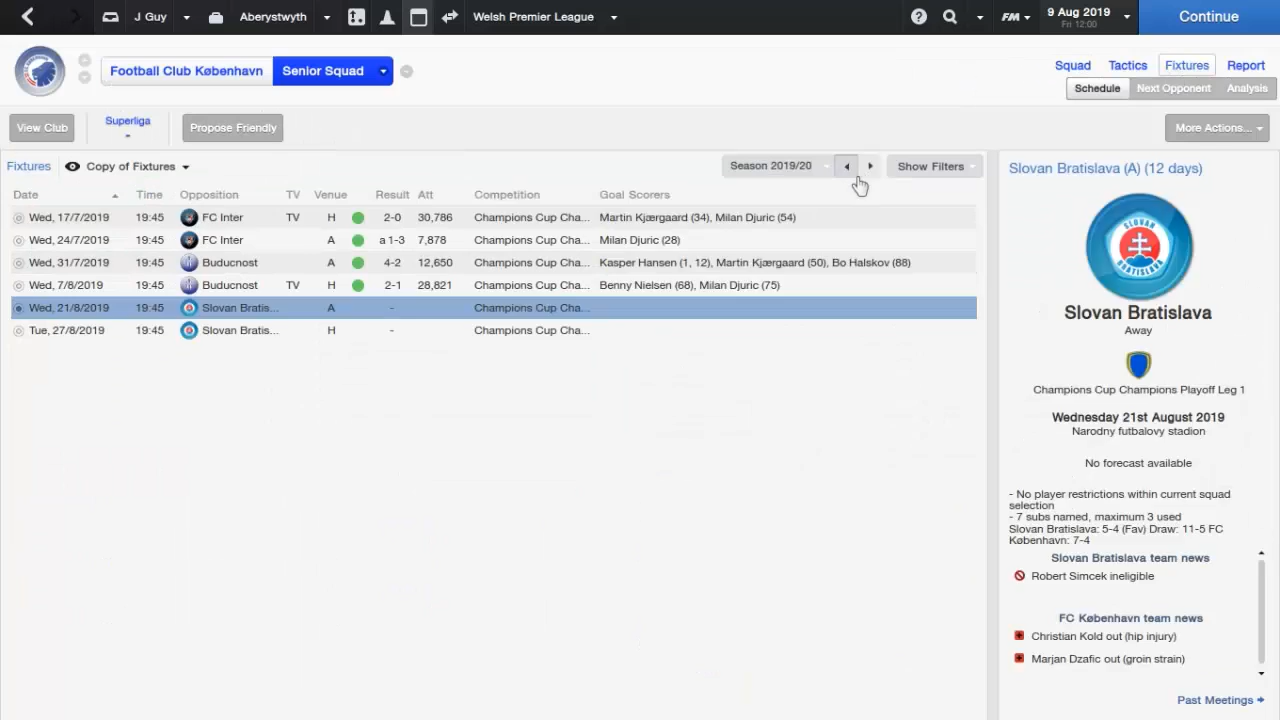 J Guy
Aberystwyth
Welsh Premier League
FM
9 Aug 2019
Fri 12:00
Continue
Football Club København
Senior Squad
Squad
Tactics
Fixtures
Report
Schedule
Next Opponent
Analysis
View Club
Superliga
-
Propose Friendly
More Actions...
Fixtures
Copy of Fixtures
Season 2019/20
Show Filters
Slovan Bratislava (A) (12 days)
Date Time Opposition TV Venue Result Att Competition Goal Scorers
Wed, 17/7/2019 19:45 FC Inter TV H 2-0 30,786 Champions Cup Cha... Martin Kjærgaard (34), Milan Djuric (54)
Wed, 24/7/2019 19:45 FC Inter A a 1-3 7,878 Champions Cup Cha... Milan Djuric (28)
Wed, 31/7/2019 19:45 Buducnost A 4-2 12,650 Champions Cup Cha... Kasper Hansen (1, 12), Martin Kjærgaard (50), Bo Halskov (88)
Wed, 7/8/2019 19:45 Buducnost TV H 2-1 28,821 Champions Cup Cha... Benny Nielsen (68), Milan Djuric (75)
Wed, 21/8/2019 19:45 Slovan Bratis... A - Champions Cup Cha...
Tue, 27/8/2019 19:45 Slovan Bratis... H - Champions Cup Cha...
SLOVAN
BRATISLAVA
Slovan Bratislava
Away
Champions Cup Champions Playoff Leg 1
Wednesday 21st August 2019
Narodny futbalovy stadion
No forecast available
- No player restrictions within current squad
selection
- 7 subs named, maximum 3 used
Slovan Bratislava: 5-4 (Fav) Draw: 11-5 FC
København: 7-4
Slovan Bratislava team news
Robert Simcek ineligible
FC København team news
Christian Kold out (hip injury)
Marjan Dzafic out (groin strain)
Past Meetings